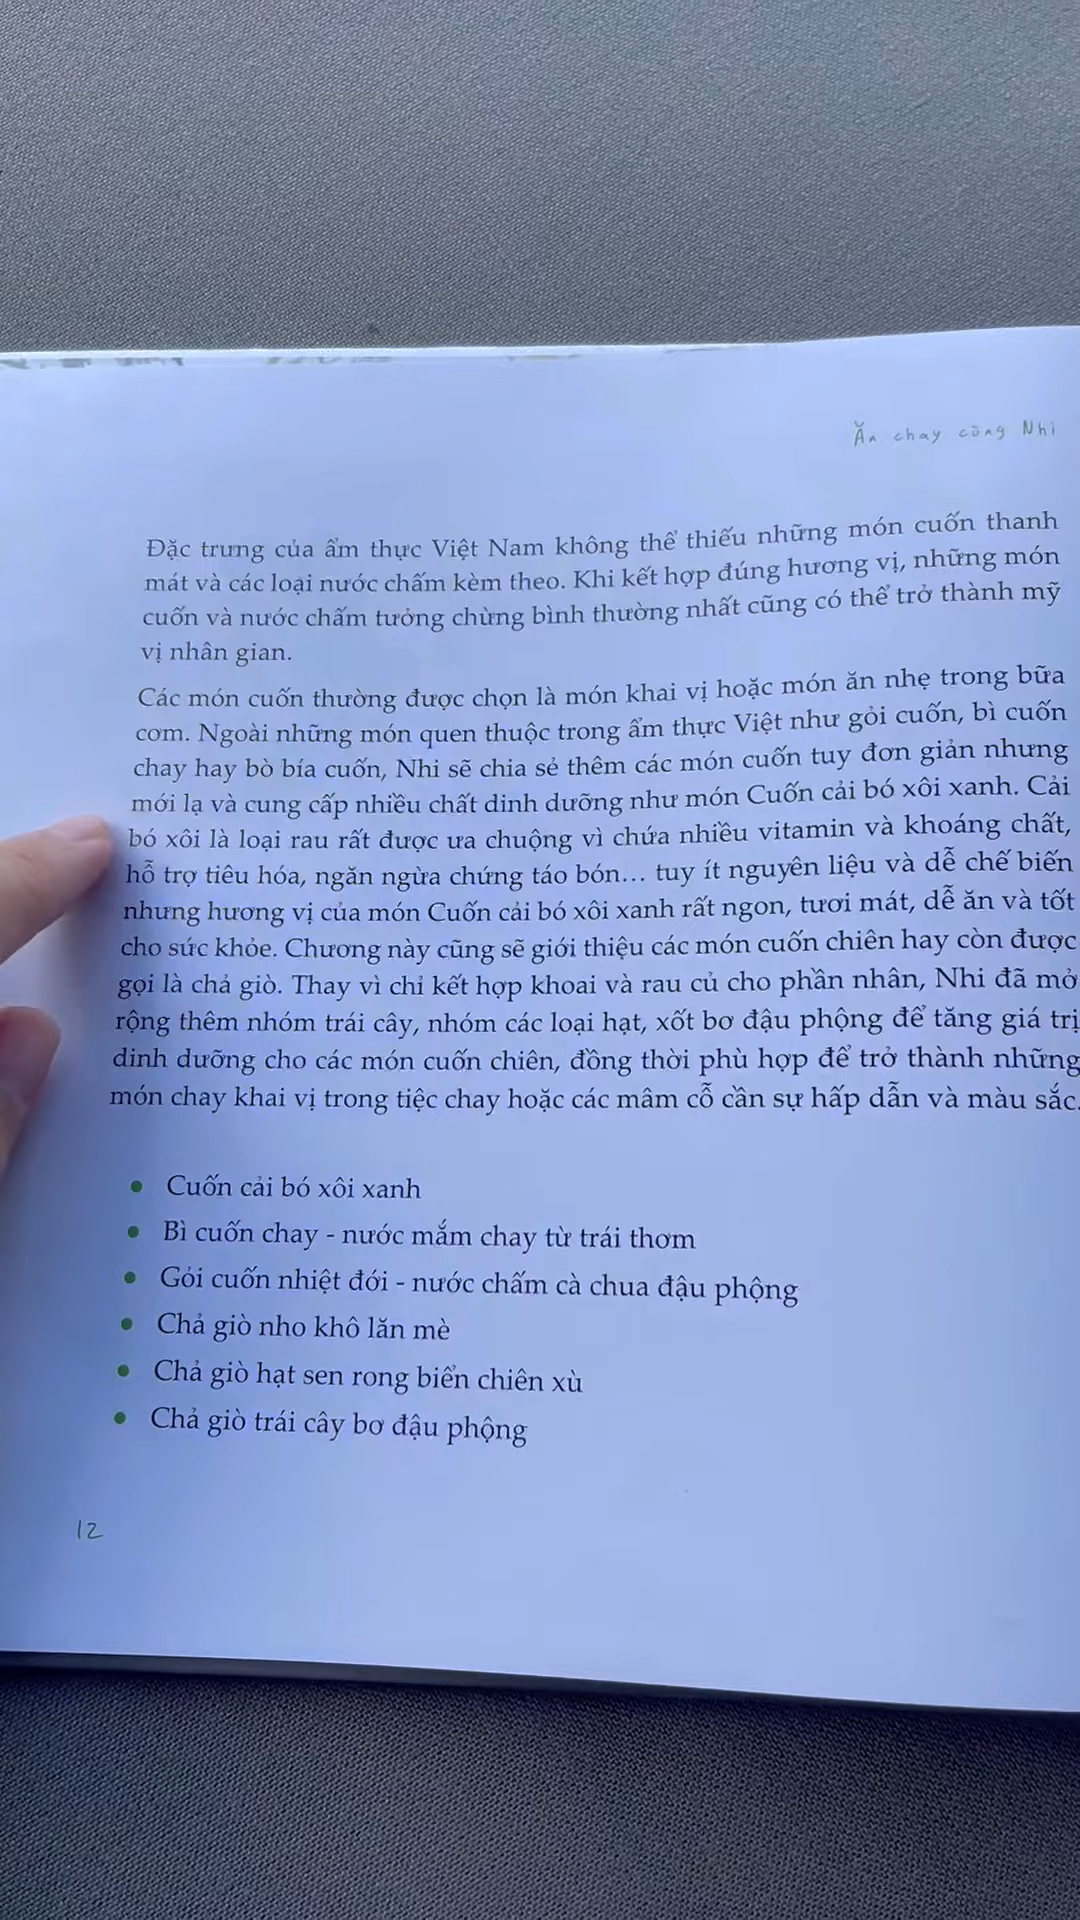 Ăn chay cùng Nhi
Đặc trưng của ẩm thực Việt Nam không thể thiếu những món cuốn thanh
mát và các loại nước chấm kèm theo. Khi kết hợp đúng hương vị, những món
cuốn và nước chấm tưởng chừng bình thường nhất cũng có thể trở thành mỹ
vị nhân gian.
Các món cuốn thường được chọn là món khai vị hoặc món ăn nhẹ trong bữa
cơm. Ngoài những món quen thuộc trong ẩm thực Việt như gỏi cuốn, bì cuốn
chay hay bò bía cuốn, Nhi sẽ chia sẻ thêm các món cuốn tuy đơn giản nhưng
mới lạ và cung cấp nhiều chất dinh dưỡng như món Cuốn cải bó xôi xanh. Cải
bó xôi là loại rau rất được ưa chuộng vì chứa nhiều vitamin và khoáng chất,
hỗ trợ tiêu hóa, ngăn ngừa chứng táo bón... tuy ít nguyên liệu và dễ chế biến
nhưng hương vị của món Cuốn cải bó xôi xanh rất ngon, tươi mát, dễ ăn và tốt
cho sức khỏe. Chương này cũng sẽ giới thiệu các món cuốn chiên hay còn được
gọi là chả giò. Thay vì chỉ kết hợp khoai và rau củ cho phần nhân, Nhi đã mở
rộng thêm nhóm trái cây, nhóm các loại hạt, xốt bơ đậu phộng để tăng giá trị
dinh dưỡng cho các món cuốn chiên, đồng thời phù hợp để trở thành những
món chay khai vị trong tiệc chay hoặc các mâm cỗ cần sự hấp dẫn và màu sắc.
• Cuốn cải bó xôi xanh
• Bì cuốn chay - nước mắm chay từ trái thơm
• Gỏi cuốn nhiệt đới - nước chấm cà chua đậu phộng
• Chả giò nho khô lăn mè
• Chả giò hạt sen rong biển chiên xù
• Chả giò trái cây bơ đậu phộng
12